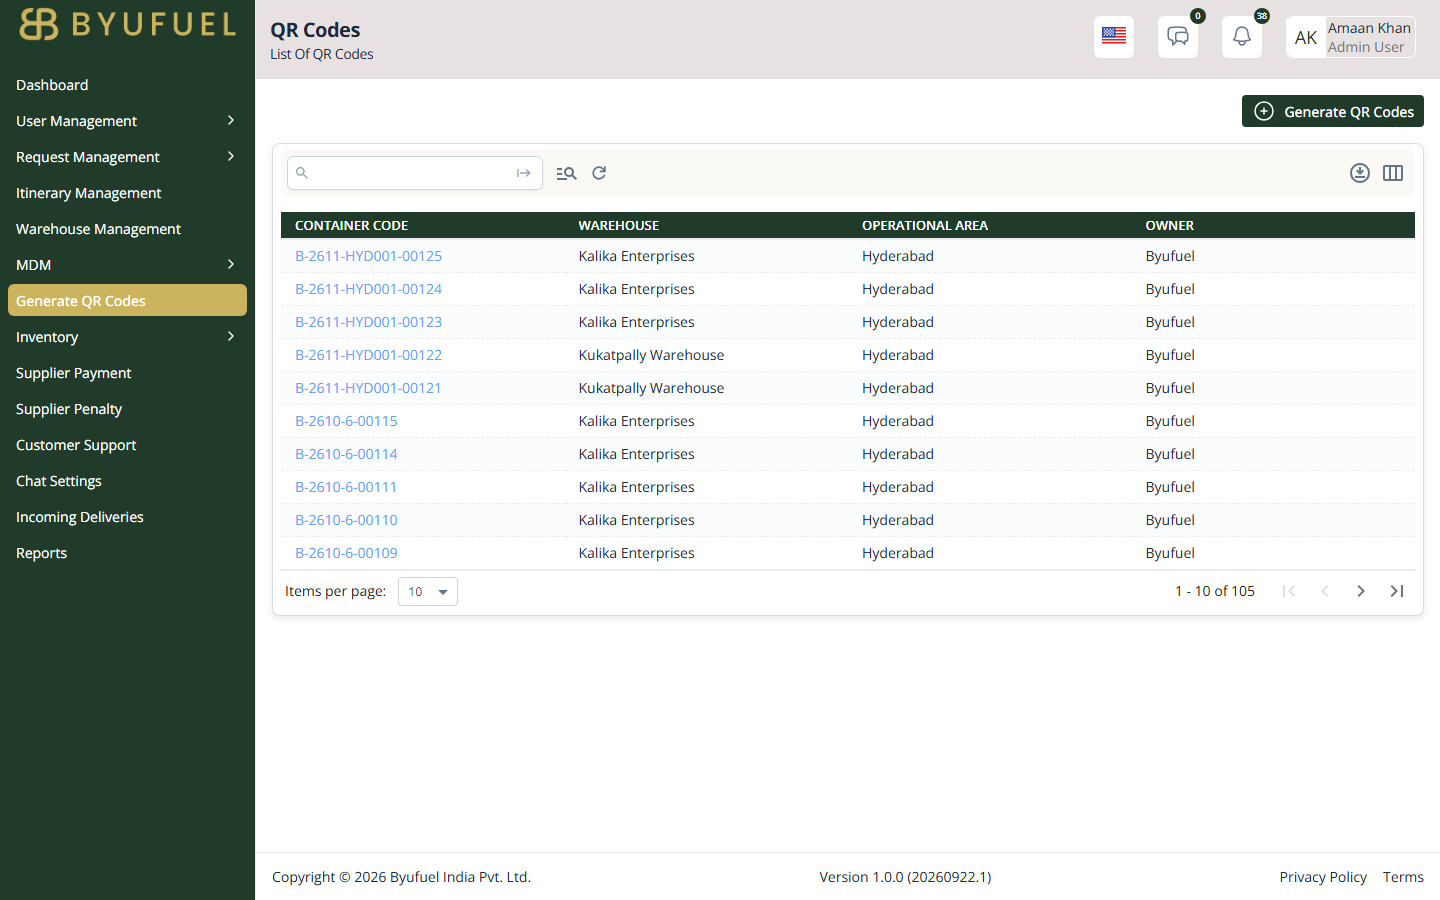 BYUFUEL
QR Codes
List Of QR Codes
0
38
AK
Amaan Khan
Admin User
Dashboard
User Management
Request Management
Itinerary Management
Warehouse Management
MDM
Generate QR Codes
Inventory
Supplier Payment
Supplier Penalty
Customer Support
Chat Settings
Incoming Deliveries
Reports
Generate QR Codes
CONTAINER CODE WAREHOUSE OPERATIONAL AREA OWNER
B-2611-HYD001-00125 Kalika Enterprises Hyderabad Byufuel
B-2611-HYD001-00124 Kalika Enterprises Hyderabad Byufuel
B-2611-HYD001-00123 Kalika Enterprises Hyderabad Byufuel
B-2611-HYD001-00122 Kukatpally Warehouse Hyderabad Byufuel
B-2611-HYD001-00121 Kukatpally Warehouse Hyderabad Byufuel
B-2610-6-00115 Kalika Enterprises Hyderabad Byufuel
B-2610-6-00114 Kalika Enterprises Hyderabad Byufuel
B-2610-6-00111 Kalika Enterprises Hyderabad Byufuel
B-2610-6-00110 Kalika Enterprises Hyderabad Byufuel
B-2610-6-00109 Kalika Enterprises Hyderabad Byufuel
Items per page: 10 1 - 10 of 105
Copyright © 2026 Byufuel India Pvt. Ltd. Version 1.0.0 (20260922.1) Privacy Policy Terms